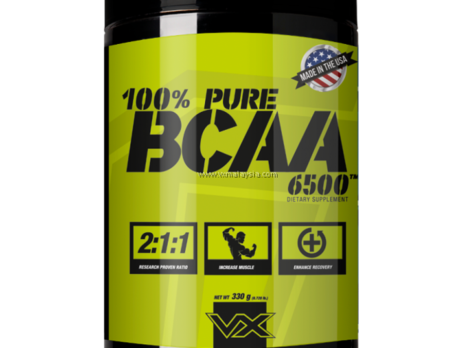 MADE IN THE USA
100% PURE
BCAA
www.vxmalaysia.com
6500™
DIETARY SUPPLEMENT
2:1:1
RESEARCH PROVEN RATIO
INCREASE MUSCLE
ENHANCE RECOVERY
NET WT 330 g
VX